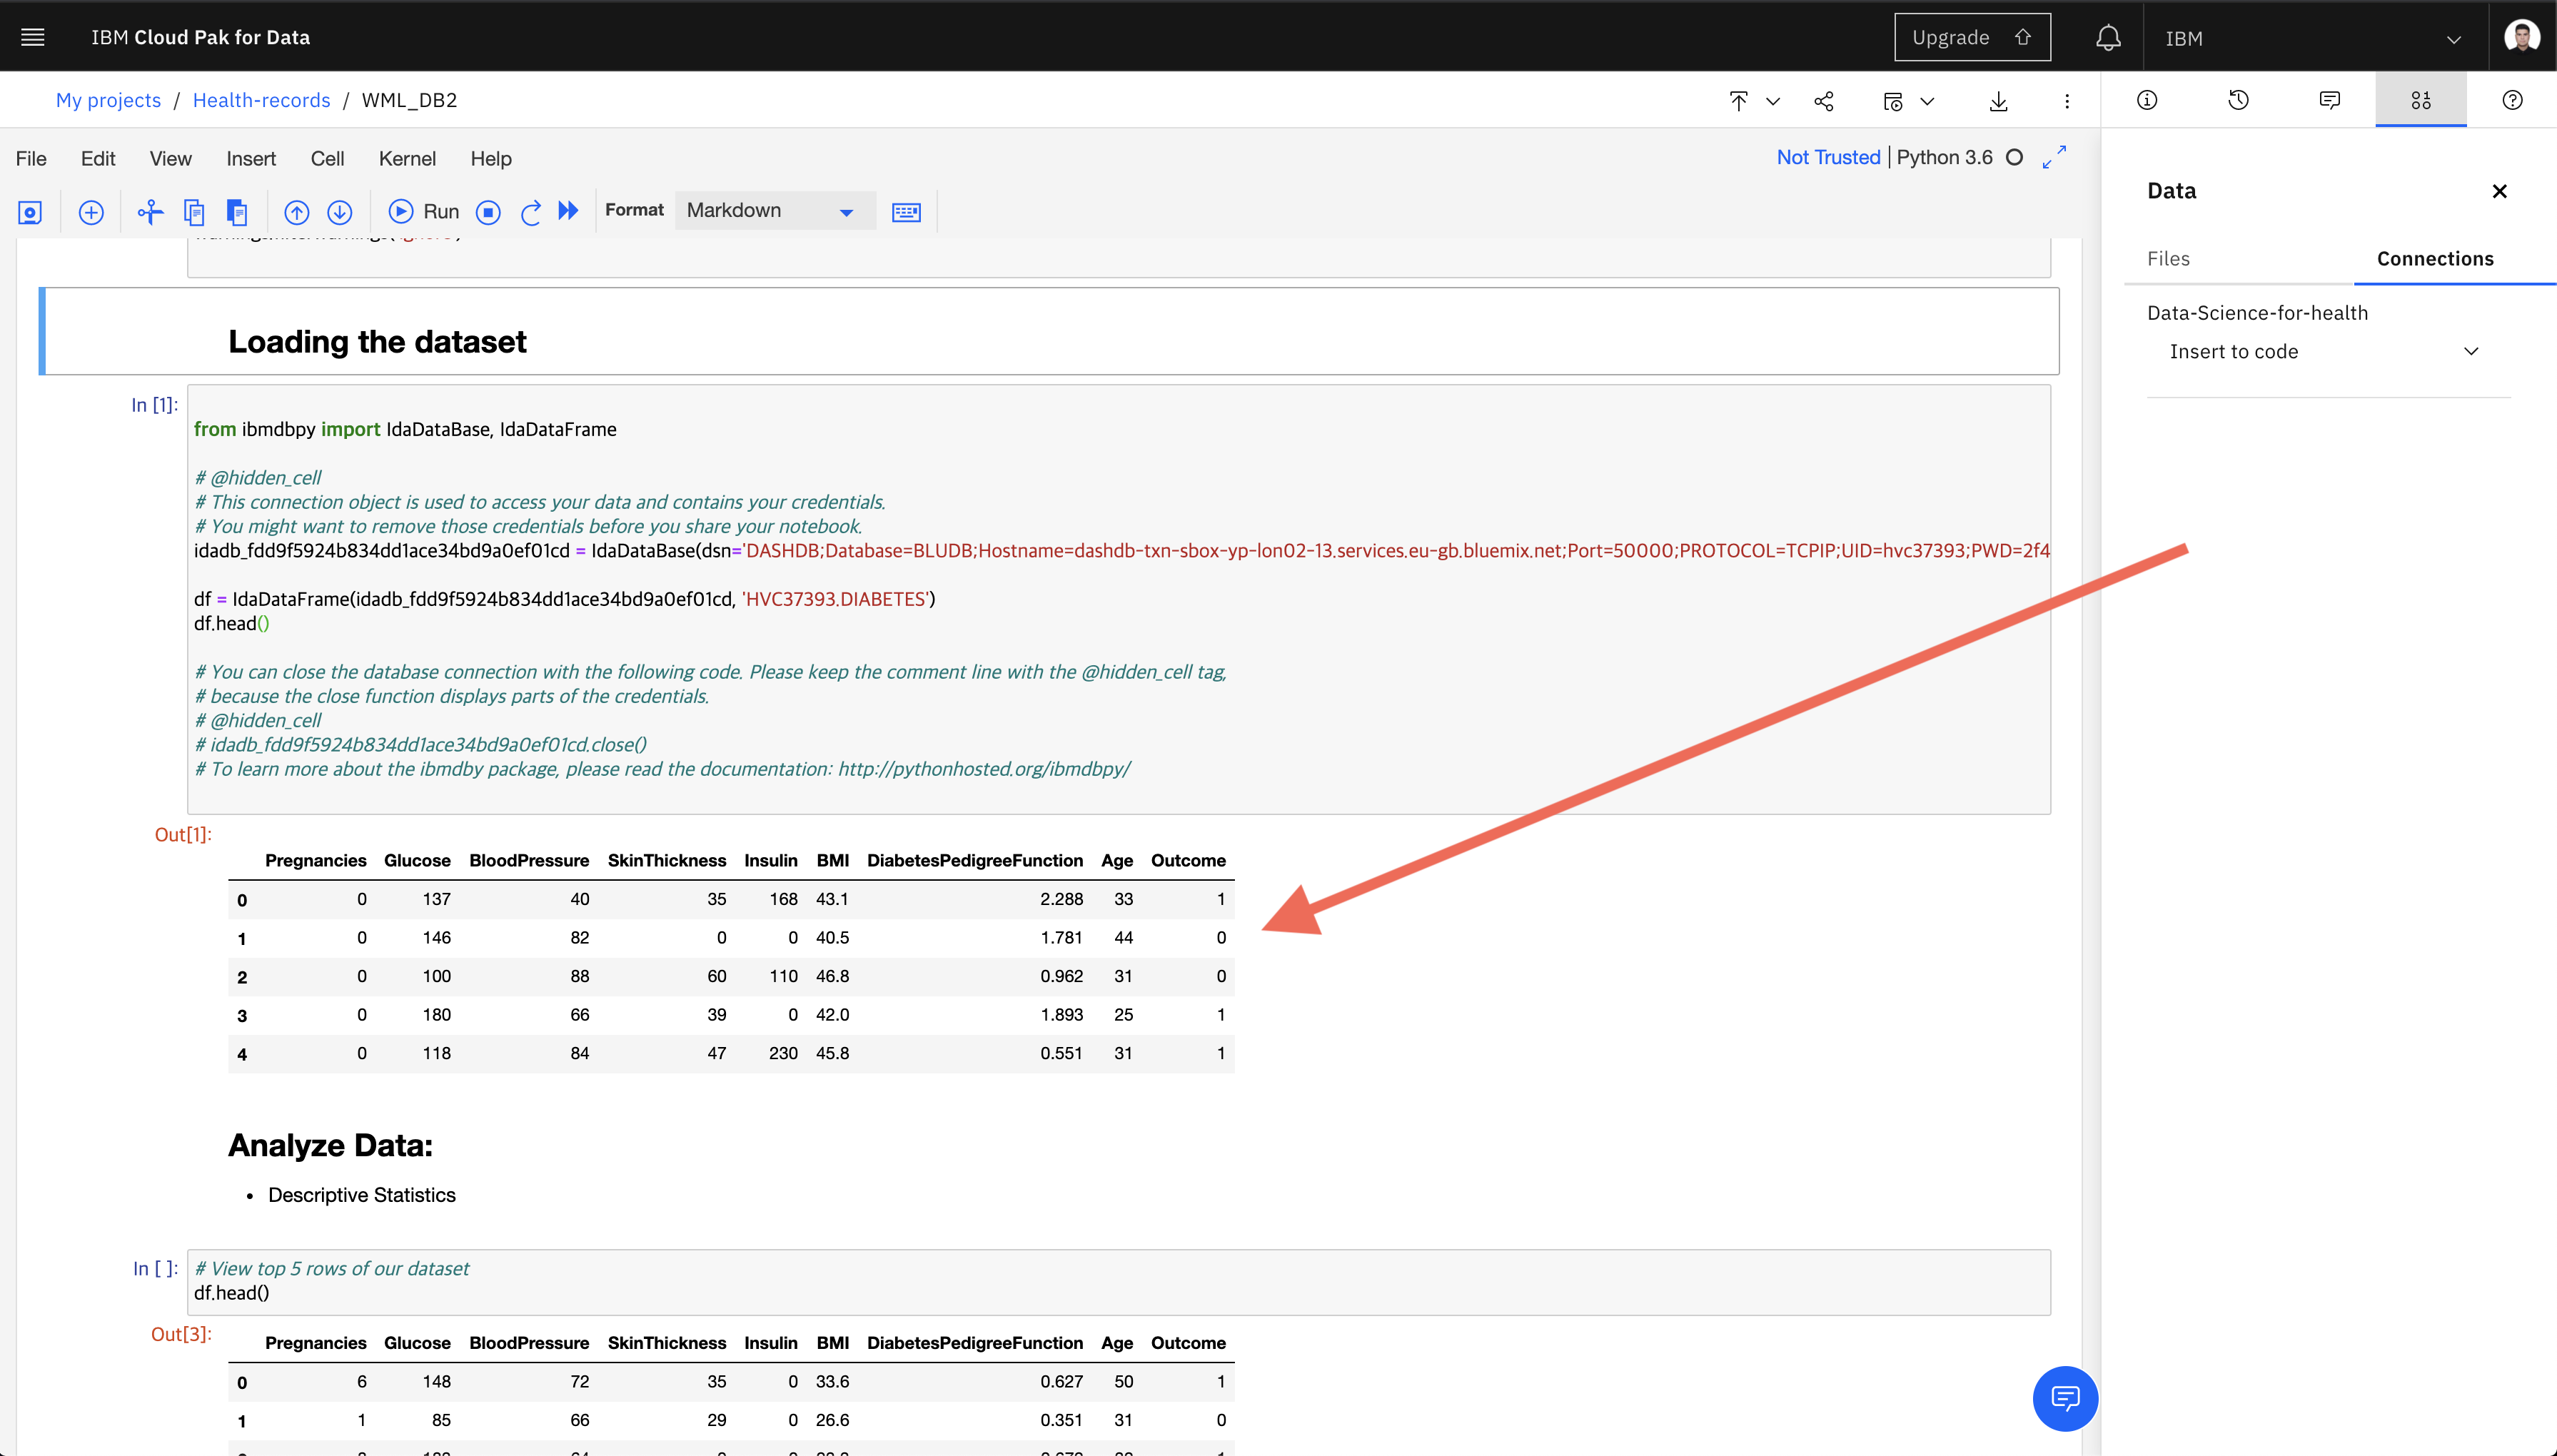 IBM Cloud Pak for Data
Upgrade
IBM
My projects / Health-records / WML_DB2
File Edit View Insert Cell Kernel Help
Not Trusted | Python 3.6
Run
Format
Markdown
Data
Files
Connections
Data-Science-for-health
Insert to code
Loading the dataset
In [1]:
from ibmdbpy import IdaDataBase, IdaDataFrame
# @hidden_cell
# This connection object is used to access your data and contains your credentials.
# You might want to remove those credentials before you share your notebook.
idadb_fdd9f5924b834dd1ace34bd9a0ef01cd = IdaDataBase(dsn='DASHDB;Database=BLUDB;Hostname=dashdb-txn-sbox-yp-lon02-13.services.eu-gb.bluemix.net;Port=50000;PROTOCOL=TCPIP;UID=hvc37393;PWD=2f4
df = IdaDataFrame(idadb_fdd9f5924b834dd1ace34bd9a0ef01cd, 'HVC37393.DIABETES')
df.head()
# You can close the database connection with the following code. Please keep the comment line with the @hidden_cell tag,
# because the close function displays parts of the credentials.
# @hidden_cell
# idadb_fdd9f5924b834dd1ace34bd9a0ef01cd.close()
# To learn more about the ibmdby package, please read the documentation: http://pythonhosted.org/ibmdbpy/
Out[1]:
Pregnancies Glucose BloodPressure SkinThickness Insulin BMI DiabetesPedigreeFunction Age Outcome
0 0 137 40 35 168 43.1 2.288 33 1
1 0 146 82 0 0 40.5 1.781 44 0
2 0 100 88 60 110 46.8 0.962 31 0
3 0 180 66 39 0 42.0 1.893 25 1
4 0 118 84 47 230 45.8 0.551 31 1
Analyze Data:
• Descriptive Statistics
In [ ]:
# View top 5 rows of our dataset
df.head()
Out[3]:
Pregnancies Glucose BloodPressure SkinThickness Insulin BMI DiabetesPedigreeFunction Age Outcome
0 6 148 72 35 0 33.6 0.627 50 1
1 1 85 66 29 0 26.6 0.351 31 0